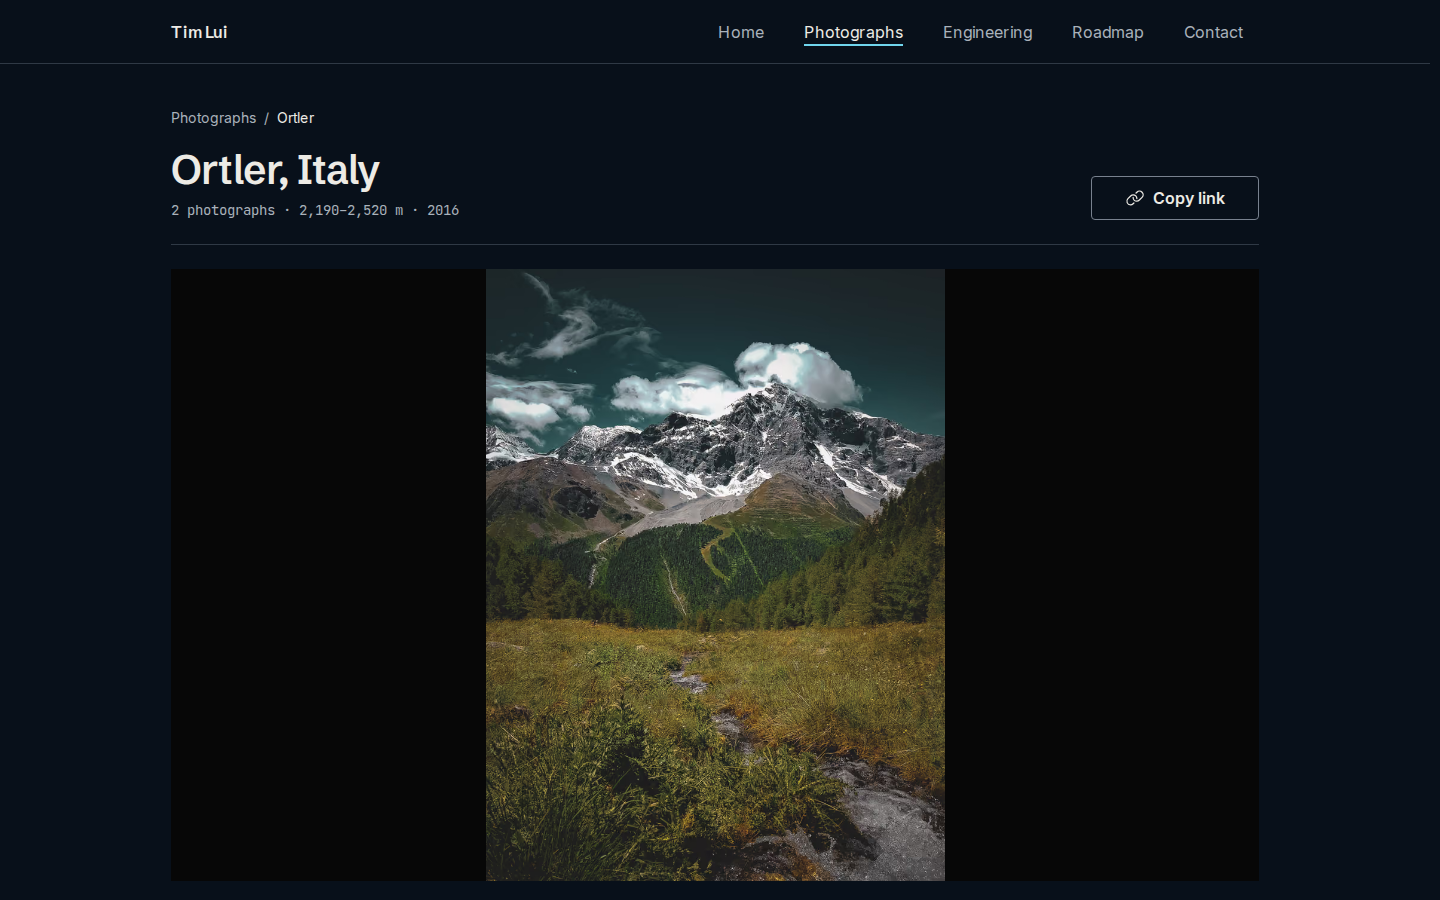 Tim Lui
Home Photographs Engineering Roadmap Contact
Photographs / Ortler
Ortler, Italy
2 photographs · 2,190–2,520 m · 2016
Copy link